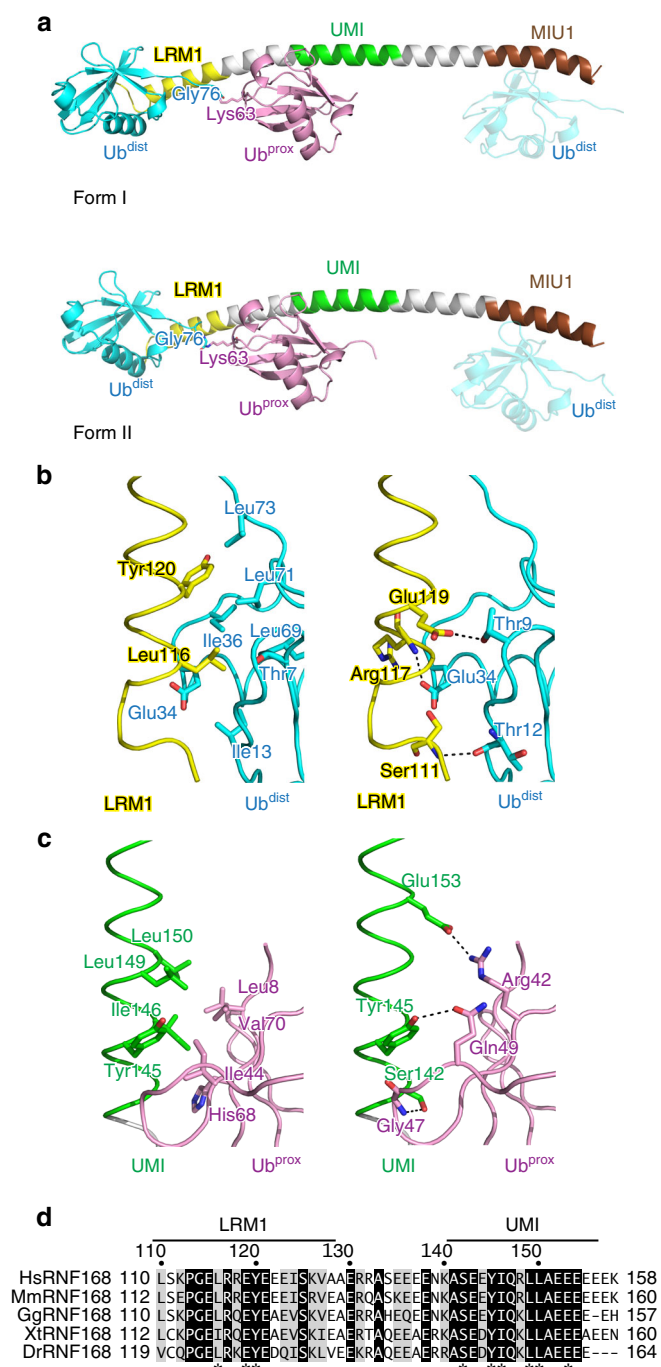 a
UMI
MIU1
LRM1
Gly76
Lys63
Ub^dist
Ub^prox
Ub^dist
Form I
UMI
MIU1
LRM1
Gly76
Lys63
Ub^dist
Ub^prox
Ub^dist
Form II
b
Leu73
Tyr120
Leu71
Ile36
Leu69
Leu116
Thr7
Glu34
Ile13
LRM1
Ub^dist
Glu119
Thr9
Arg117
Glu34
Thr12
Ser111
LRM1
Ub^dist
c
Leu150
Leu149
Leu8
Ile146
Val70
Tyr145
Ile44
His68
UMI
Ub^prox
Glu153
Arg42
Tyr145
Gln49
Ser142
Gly47
UMI
Ub^prox
d
LRM1 UMI
110 120 130 140 150
HsRNF168 110 LSKPGELRREYEEEISKVAAERRASEEEENKASEEYIQRLLAEEEEEEK 158
MmRNF168 112 LSEPGELRREYEEEISRVEAERQASKEEENKASEEYIQRLLAEEEEEEK 160
GgRNF168 110 LSKPGELRQEYEAEVSKVEAERRAHEQEENKASEEYIQKLLAEEEE-EH 157
XtRNF168 112 LCKPGEIRQEYEAEVSKIEAERTAQEEAERKASEDYIQKLLAEEEAEEN 160
DrRNF168 119 VCQPGELRQEYEDQISKLVEEKRAAEEAERRASEDYIQRLLAEEEE--- 164
* ** * ** ** *